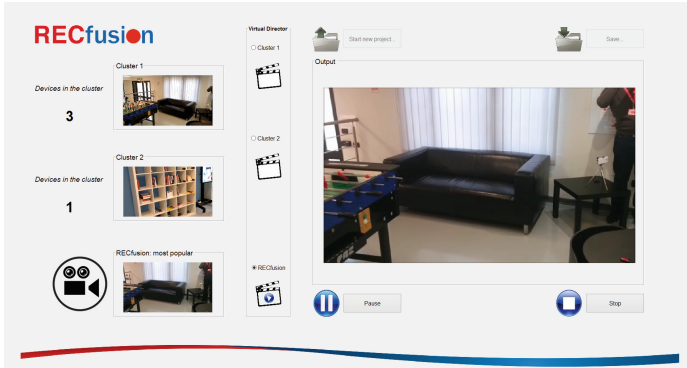 RECfusion
Virtual Director
Start new project...
Save...
Cluster 1
Cluster 1
Output
Devices in the cluster
3
Cluster 2
Cluster 2
Devices in the cluster
1
RECfusion: most popular
RECfusion
Pause
Stop